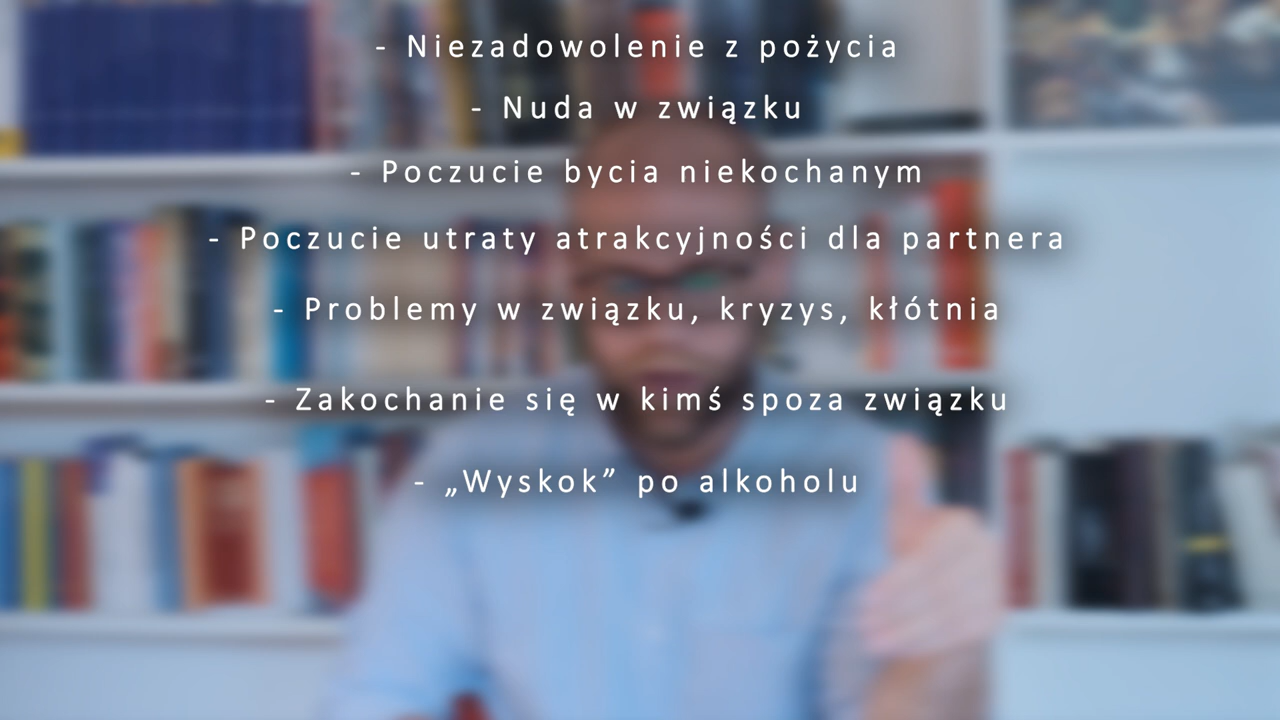 - Niezadowolenie z pożycia
- Nuda w związku
- Poczucie bycia niekochanym
- Poczucie utraty atrakcyjności dla partnera
- Problemy w związku, kryzys, kłótnia
- Zakochanie się w kimś spoza związku
- „Wyskok” po alkoholu